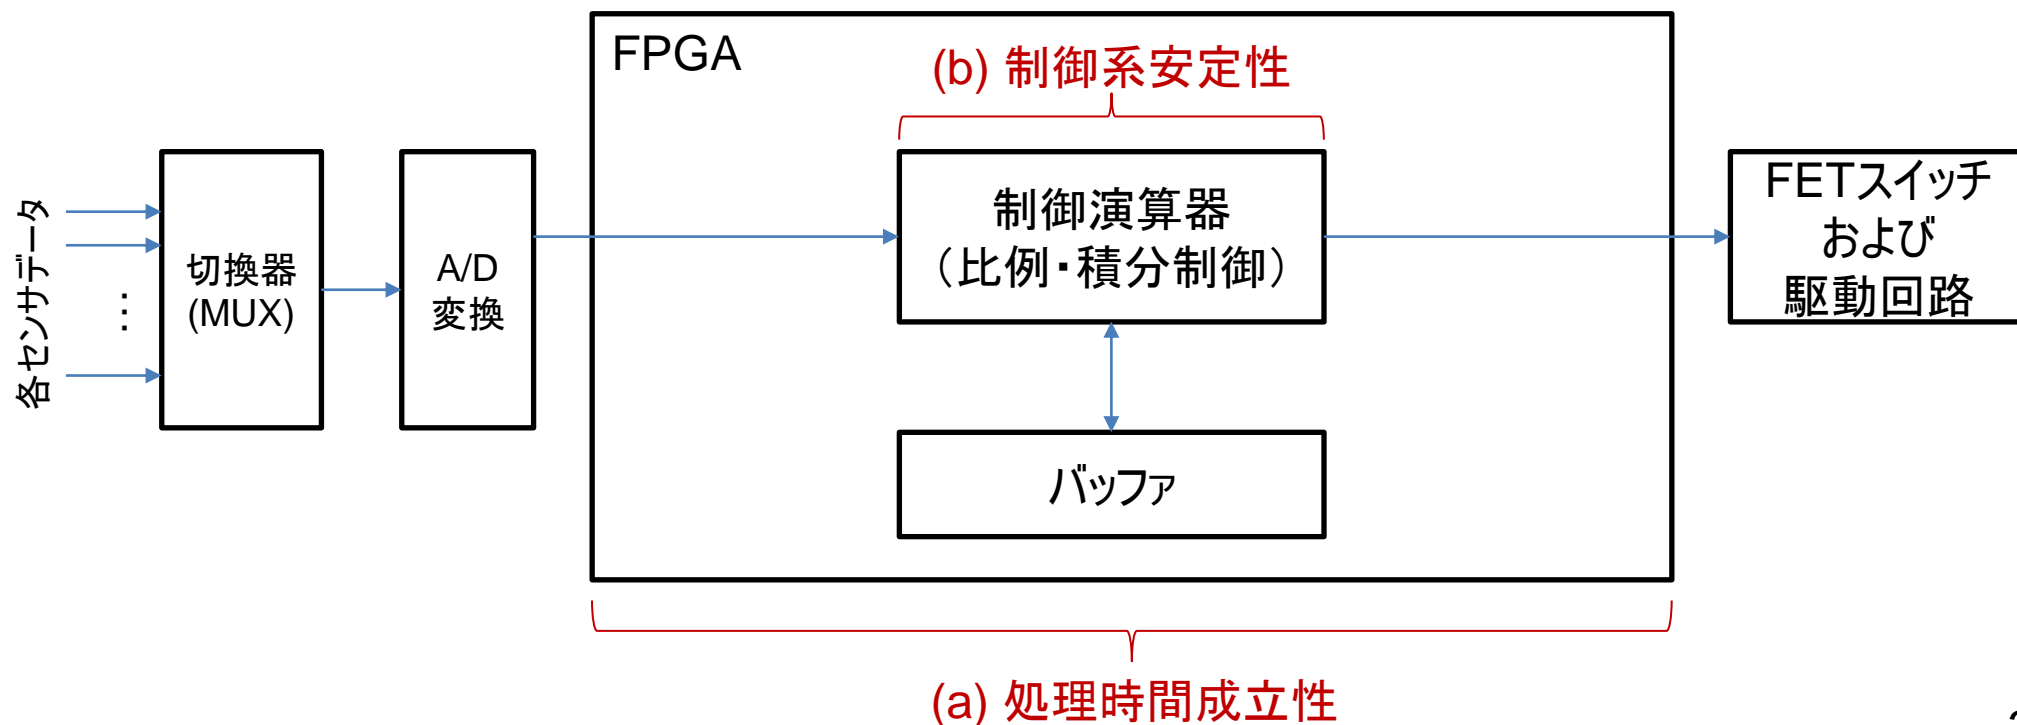 FPGA
(b) 制御系安定性
各センサデータ
…
切換器
(MUX)
A/D
変換
制御演算器
（比例・積分制御）
バッファ
FETスイッチ
および
駆動回路
(a) 処理時間成立性